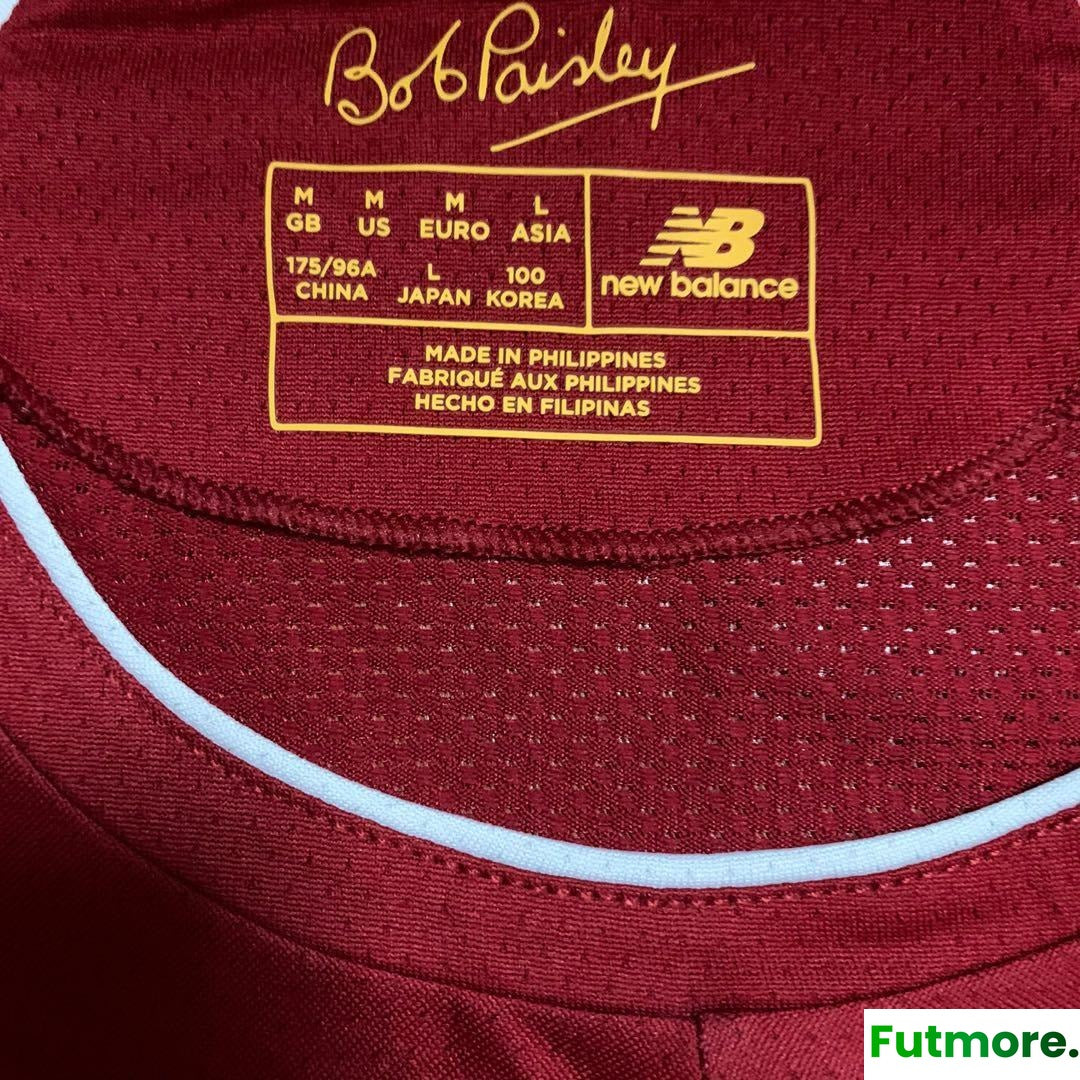 Bob Paisley
M M M L
GB US EURO ASIA
175/96A L 100
CHINA JAPAN KOREA
NB
new balance
MADE IN PHILIPPINES
FABRIQUÉ AUX PHILIPPINES
HECHO EN FILIPINAS
Futmore.